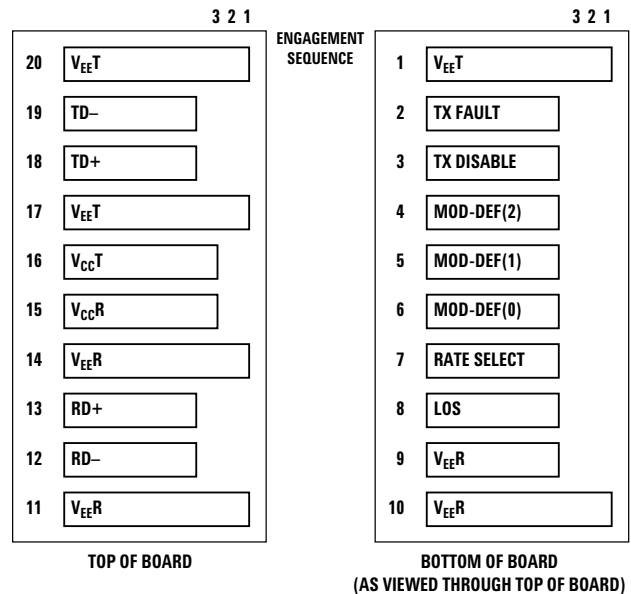 3 2 1
ENGAGEMENT
SEQUENCE
3 2 1
20 VEET
19 TD–
18 TD+
17 VEET
16 VCCT
15 VCCR
14 VEER
13 RD+
12 RD–
11 VEER
TOP OF BOARD
1 VEET
2 TX FAULT
3 TX DISABLE
4 MOD-DEF(2)
5 MOD-DEF(1)
6 MOD-DEF(0)
7 RATE SELECT
8 LOS
9 VEER
10 VEER
BOTTOM OF BOARD
(AS VIEWED THROUGH TOP OF BOARD)